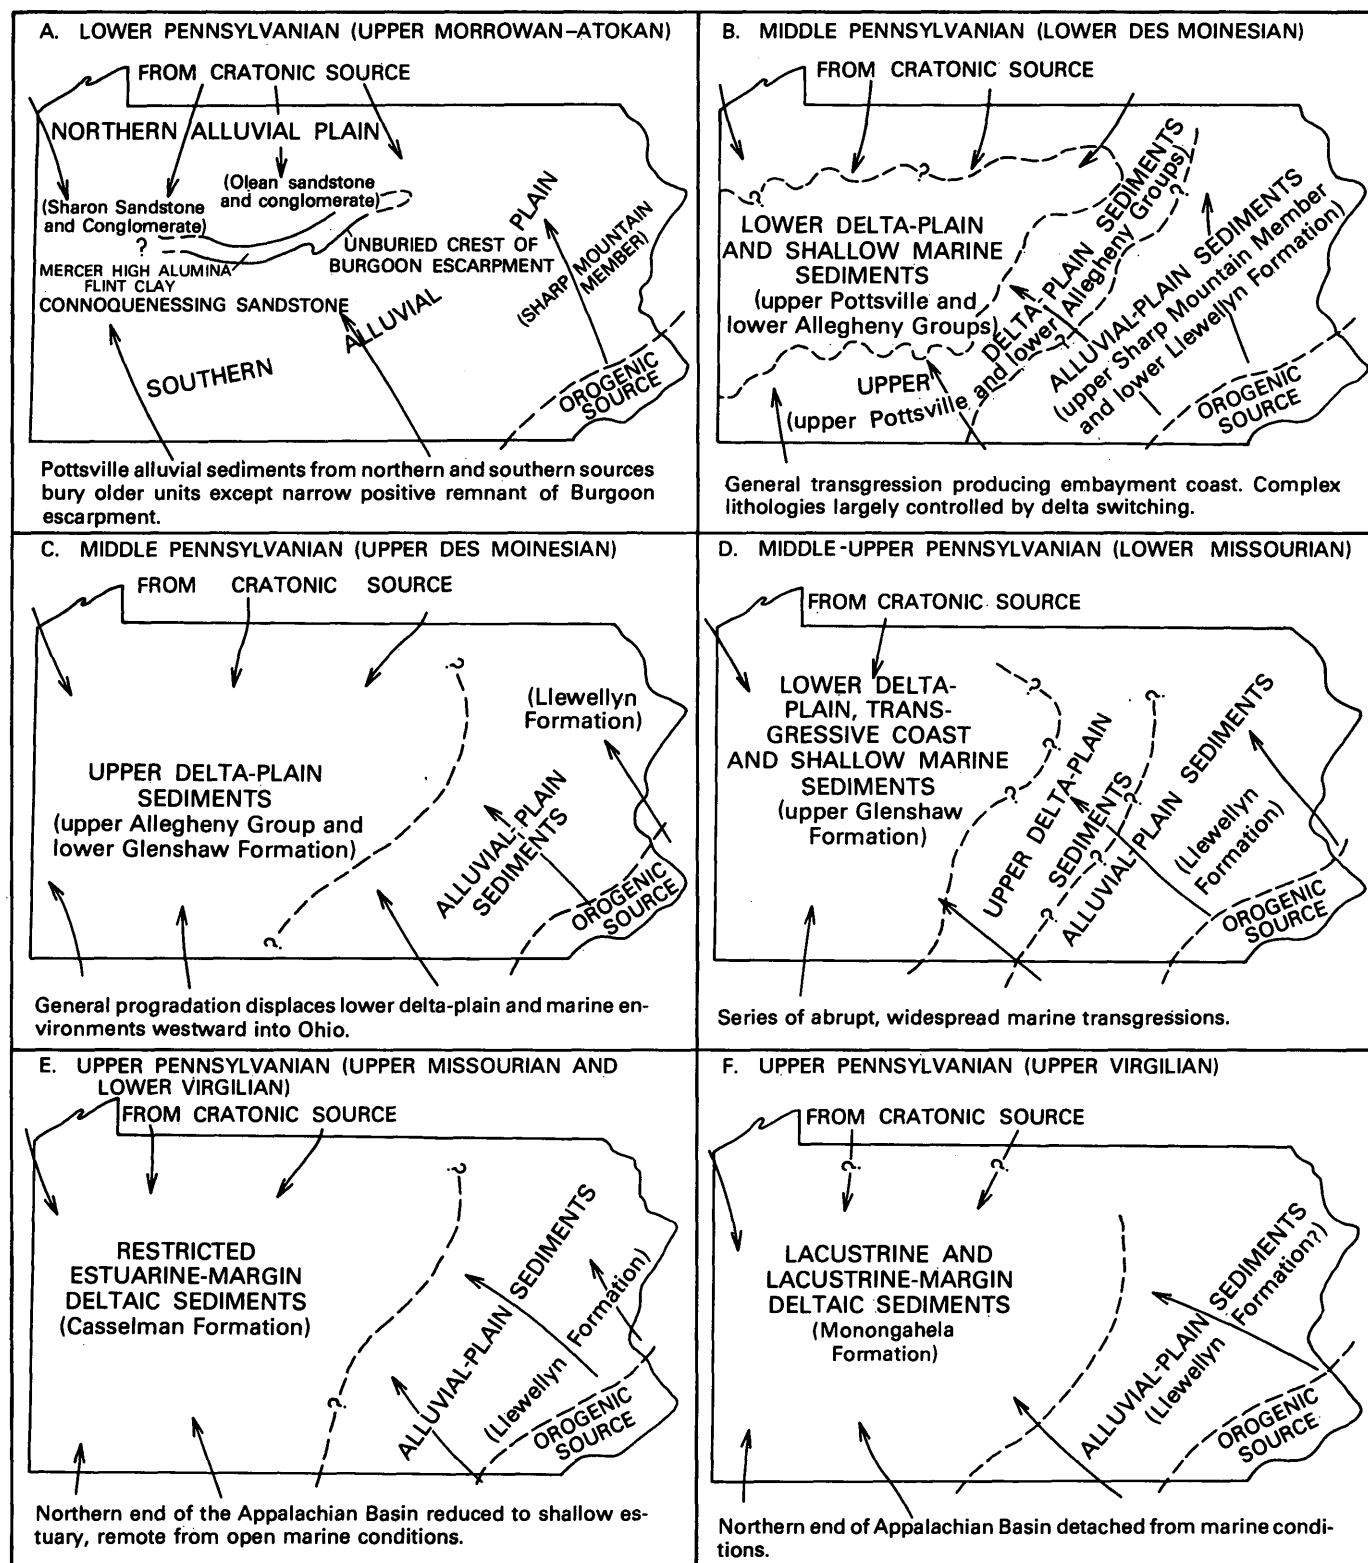 A. LOWER PENNSYLVANIAN (UPPER MORROWAN–ATOKAN)
FROM CRATONIC SOURCE
NORTHERN ALLUVIAL PLAIN
(Olean sandstone
and conglomerate)
(Sharon Sandstone
and Conglomerate)
?
UNBURIED CREST OF
BURGOON ESCARPMENT
MERCER HIGH ALUMINA
FLINT CLAY
CONNOQUENESSING SANDSTONE
SOUTHERN
ALLUVIAL
PLAIN
(SHARP MOUNTAIN
MEMBER)
OROGENIC
SOURCE
Pottsville alluvial sediments from northern and southern sources
bury older units except narrow positive remnant of Burgoon
escarpment.
B. MIDDLE PENNSYLVANIAN (LOWER DES MOINESIAN)
FROM CRATONIC SOURCE
?
?
LOWER DELTA-PLAIN
AND SHALLOW MARINE
SEDIMENTS
(upper Pottsville and
lower Allegheny Groups)
UPPER
DELTA-PLAIN SEDIMENTS
(upper Pottsville and lower Allegheny Groups)
?
?
ALLUVIAL-PLAIN SEDIMENTS
(upper Sharp Mountain Member
and lower Llewellyn Formation)
OROGENIC
SOURCE
General transgression producing embayment coast. Complex
lithologies largely controlled by delta switching.
C. MIDDLE PENNSYLVANIAN (UPPER DES MOINESIAN)
FROM CRATONIC SOURCE
?
(Llewellyn
Formation)
UPPER DELTA-PLAIN
SEDIMENTS
(upper Allegheny Group and
lower Glenshaw Formation)
ALLUVIAL-PLAIN
SEDIMENTS
?
OROGENIC
SOURCE
General progradation displaces lower delta-plain and marine en-
vironments westward into Ohio.
D. MIDDLE-UPPER PENNSYLVANIAN (LOWER MISSOURIAN)
FROM CRATONIC SOURCE
LOWER DELTA-
PLAIN, TRANS-
GRESSIVE COAST
AND SHALLOW MARINE
SEDIMENTS
(upper Glenshaw
Formation)
?
?
?
UPPER DELTA-PLAIN
SEDIMENTS
?
?
?
?
ALLUVIAL-PLAIN SEDIMENTS
(Llewellyn
Formation)
OROGENIC
SOURCE
Series of abrupt, widespread marine transgressions.
E. UPPER PENNSYLVANIAN (UPPER MISSOURIAN AND
LOWER VIRGILIAN)
FROM CRATONIC SOURCE
?
RESTRICTED
ESTUARINE-MARGIN
DELTAIC SEDIMENTS
(Casselman Formation)
?
ALLUVIAL-PLAIN SEDIMENTS
(Llewellyn Formation)
OROGENIC
SOURCE
Northern end of the Appalachian Basin reduced to shallow es-
tuary, remote from open marine conditions.
F. UPPER PENNSYLVANIAN (UPPER VIRGILIAN)
FROM CRATONIC SOURCE
?
?
LACUSTRINE AND
LACUSTRINE-MARGIN
DELTAIC SEDIMENTS
(Monongahela
Formation)
ALLUVIAL-PLAIN SEDIMENTS
(Llewellyn Formation?)
OROGENIC
SOURCE
Northern end of Appalachian Basin detached from marine condi-
tions.